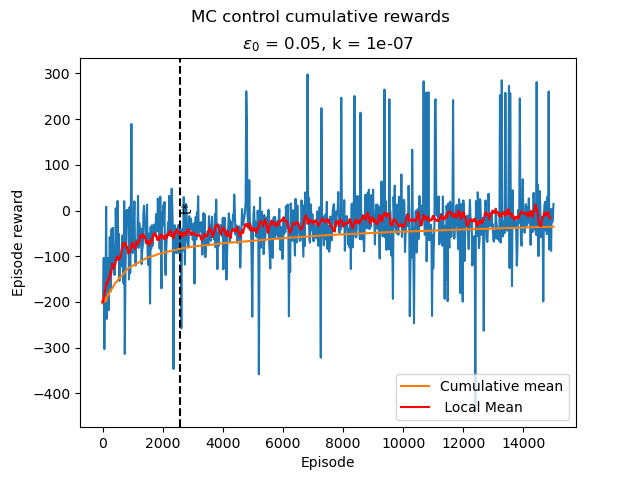 MC control cumulative rewards
ε₀ = 0.05, k = 1e-07
Episode reward
300
200
100
0
−100
−200
−300
−400
t*
Cumulative mean
Local Mean
0
2000
4000
6000
8000
10000
12000
14000
Episode